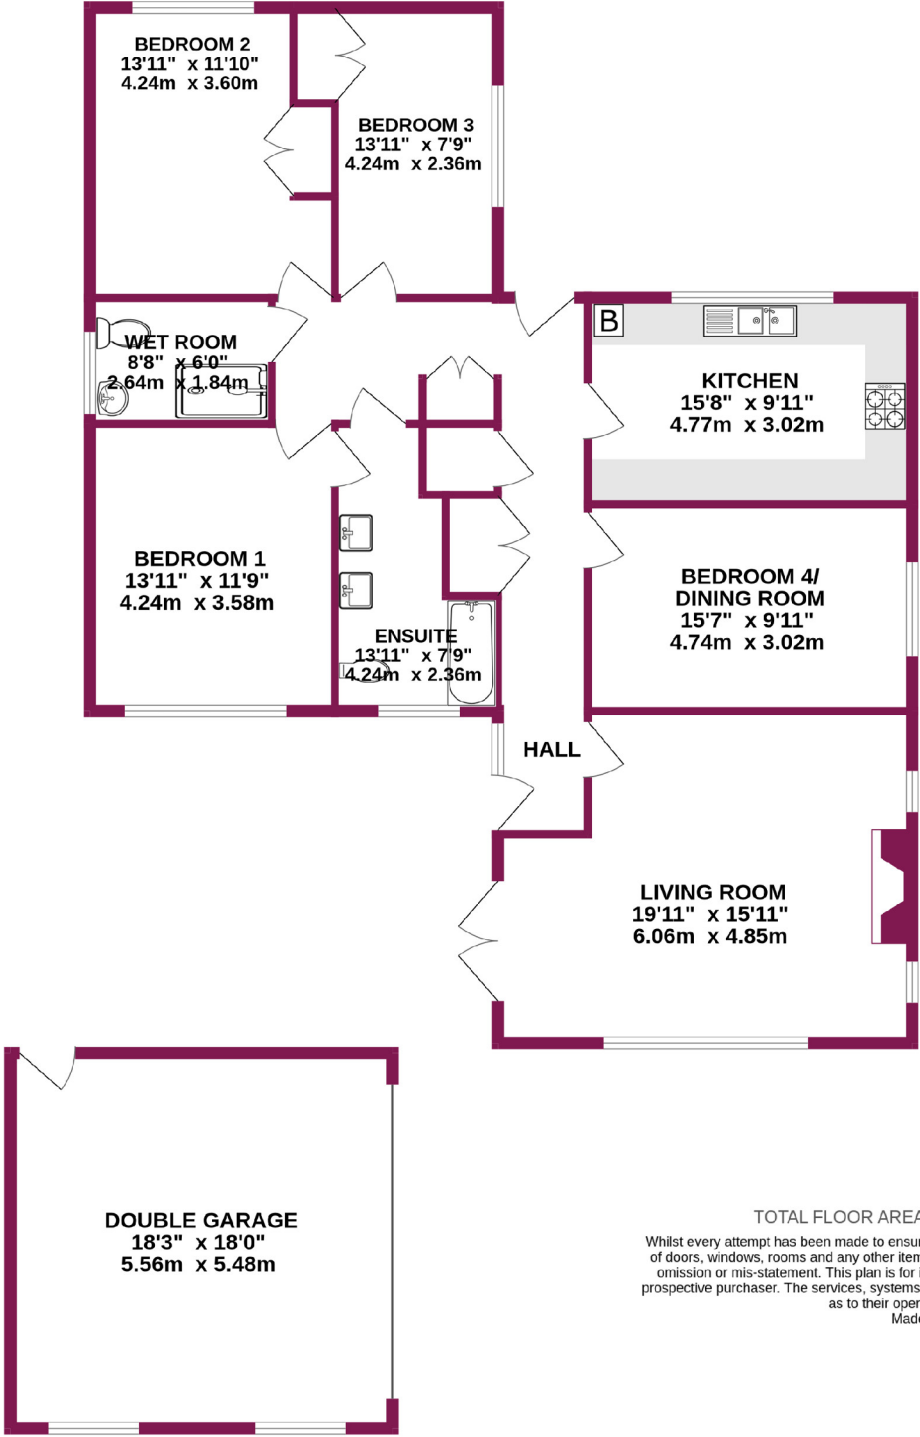 BEDROOM 2
13'11" x 11'10"
4.24m x 3.60m
BEDROOM 3
13'11" x 7'9"
4.24m x 2.36m
WET ROOM
8'8" x 6'0"
2.64m x 1.84m
B
KITCHEN
15'8" x 9'11"
4.77m x 3.02m
BEDROOM 1
13'11" x 11'9"
4.24m x 3.58m
BEDROOM 4/
DINING ROOM
15'7" x 9'11"
4.74m x 3.02m
ENSUITE
13'11" x 7'9"
4.24m x 2.36m
HALL
LIVING ROOM
19'11" x 15'11"
6.06m x 4.85m
DOUBLE GARAGE
18'3" x 18'0"
5.56m x 5.48m
TOTAL FLOOR AREA
Whilst every attempt has been made to ensur
of doors, windows, rooms and any other item
omission or mis-statement. This plan is for i
prospective purchaser. The services, systems
as to their oper
Made